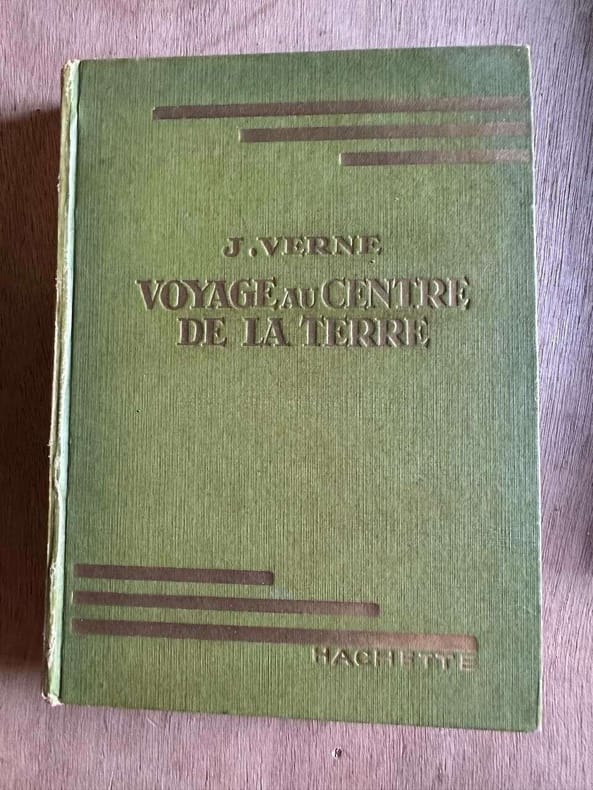 J. VERNE
VOYAGE AU CENTRE
DE LA TERRE
HACHETTE